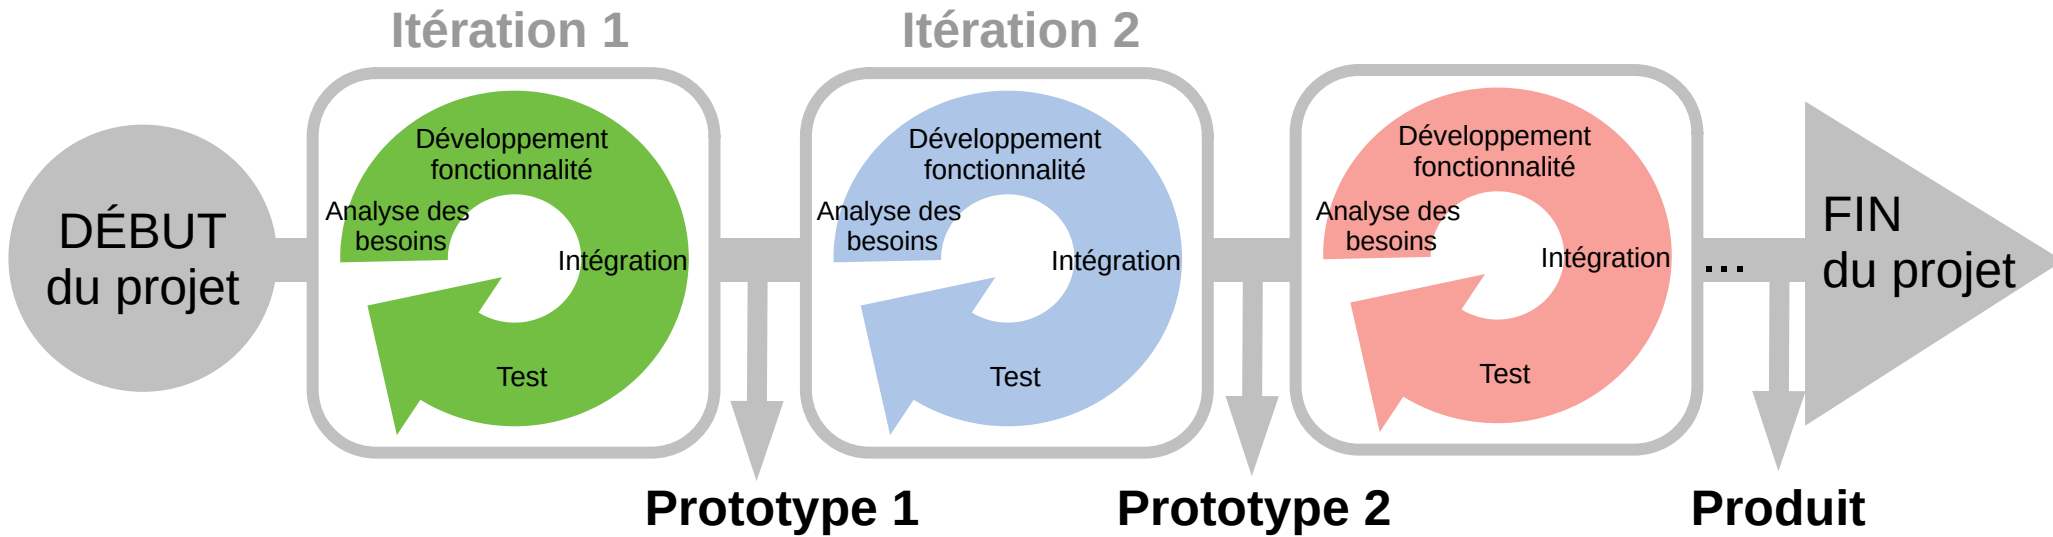 Itération 1
Itération 2
DÉBUT
du projet
Développement
fonctionnalité
Analyse des
besoins
Intégration
Test
Développement
fonctionnalité
Analyse des
besoins
Intégration
Test
Développement
fonctionnalité
Analyse des
besoins
Intégration
Test
...
FIN
du projet
Prototype 1
Prototype 2
Produit